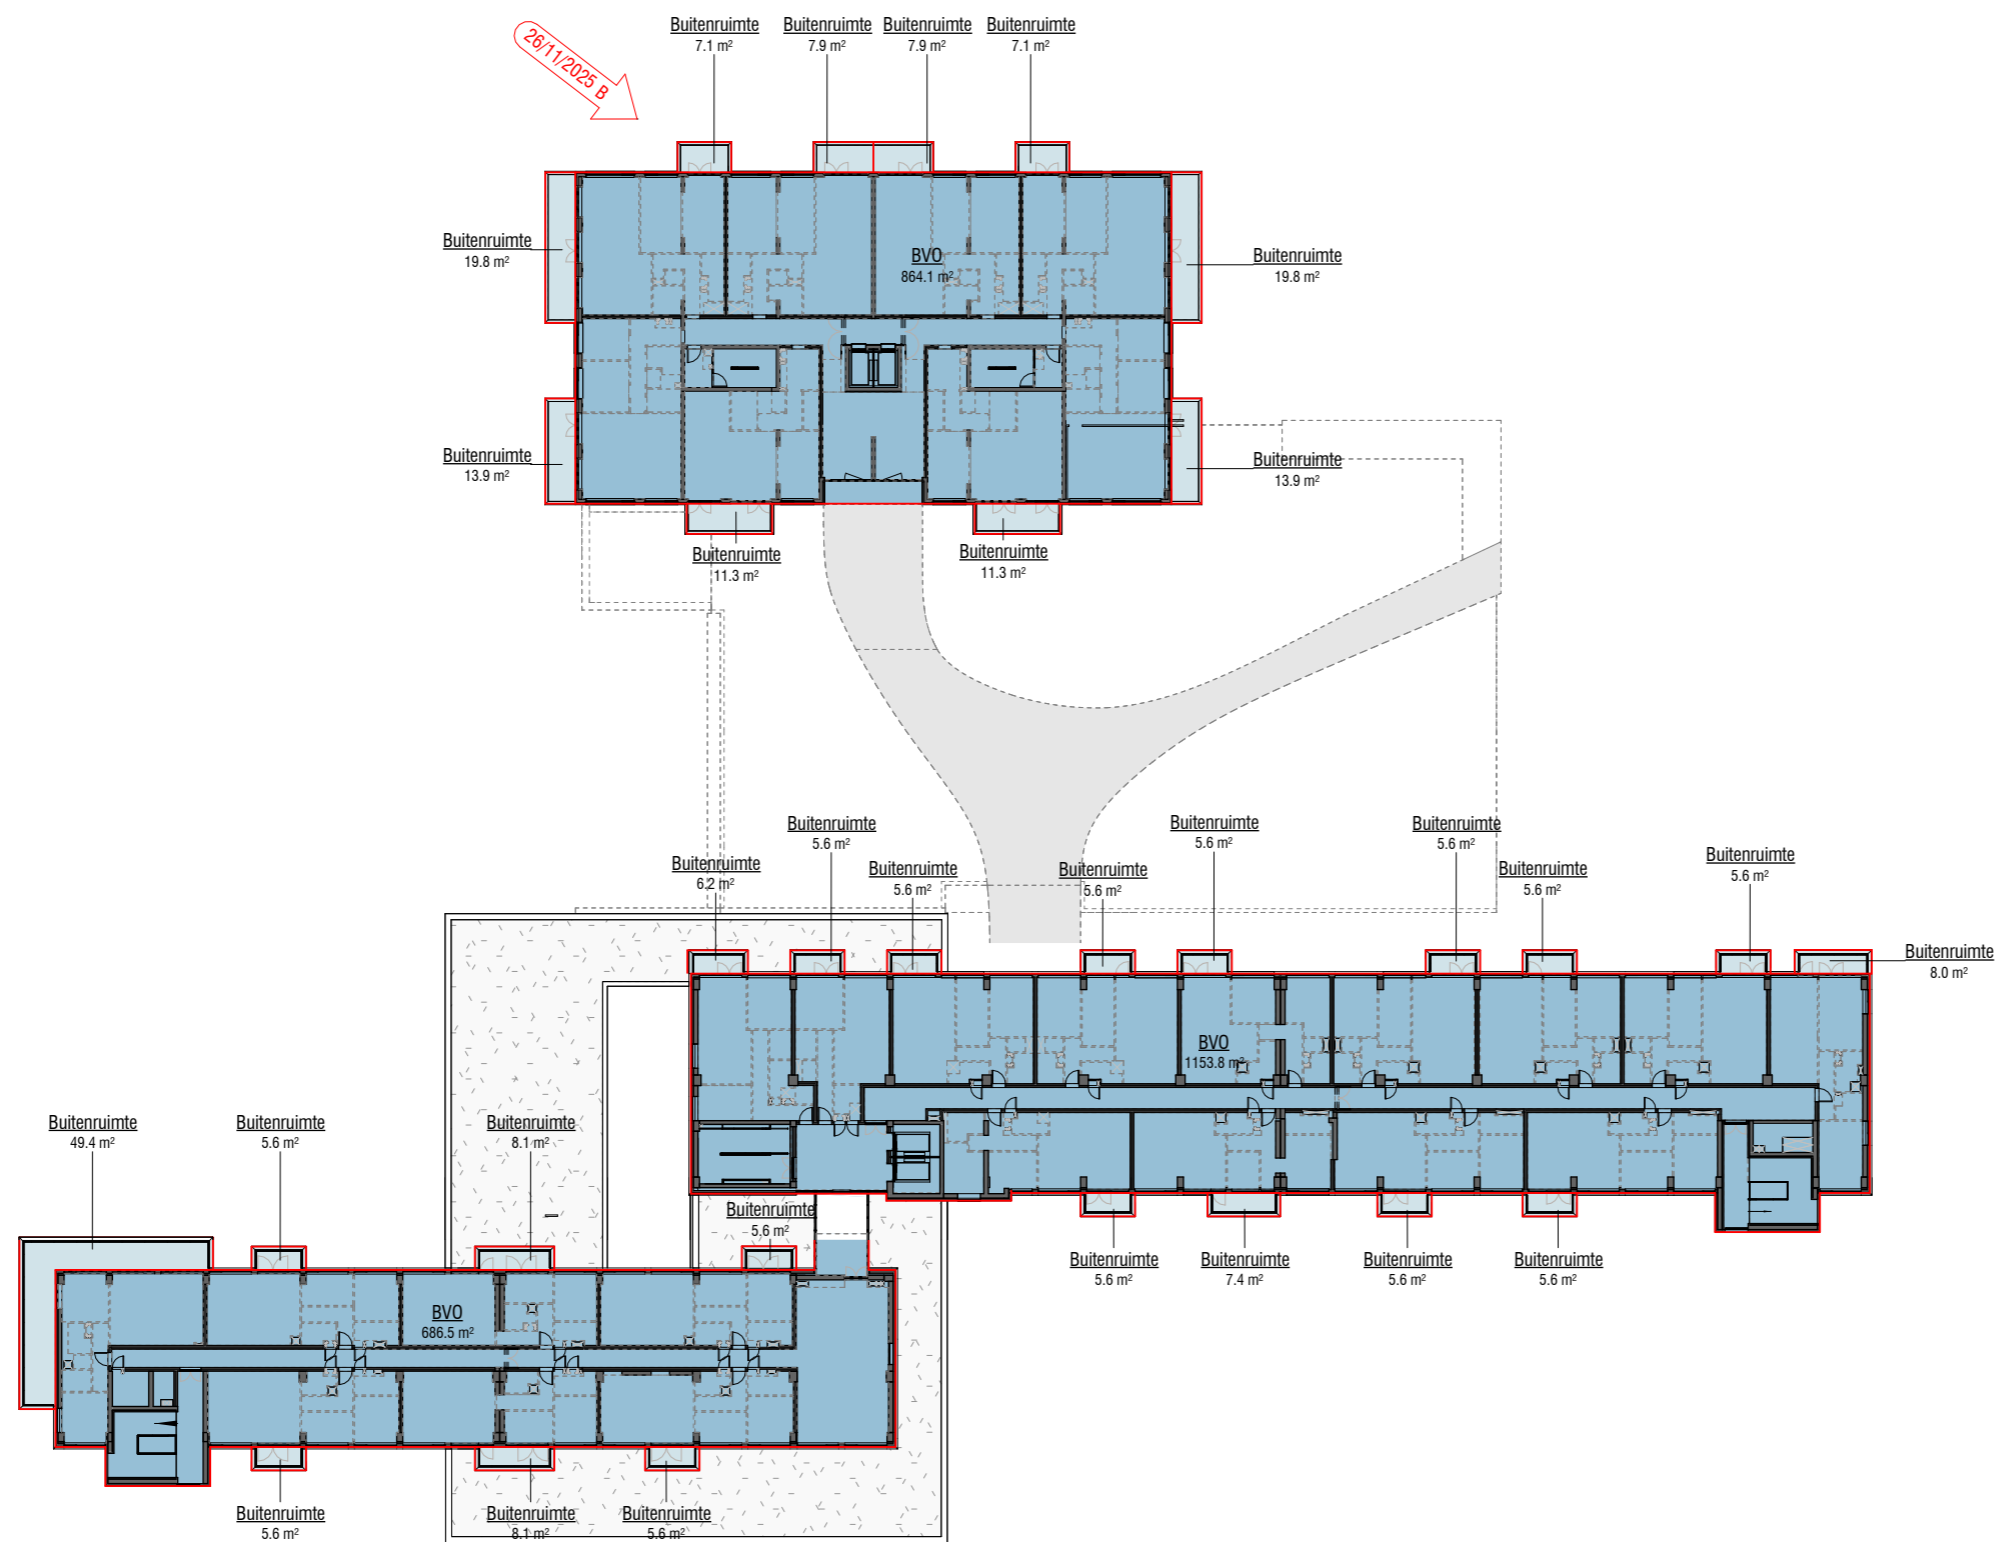 Buitenruimte
7.1 m²
Buitenruimte
7.9 m²
Buitenruimte
7.9 m²
Buitenruimte
7.1 m²
26/11/2025 B
Buitenruimte
19.8 m²
BVO
864.1 m²
Buitenruimte
19.8 m²
Buitenruimte
13.9 m²
Buitenruimte
13.9 m²
Buitenruimte
11.3 m²
Buitenruimte
11.3 m²
Buitenruimte
6.2 m²
Buitenruimte
5.6 m²
Buitenruimte
5.6 m²
Buitenruimte
5.6 m²
Buitenruimte
5.6 m²
Buitenruimte
5.6 m²
Buitenruimte
5.6 m²
Buitenruimte
5.6 m²
Buitenruimte
8.0 m²
BVO
1153.8 m²
Buitenruimte
49.4 m²
Buitenruimte
5.6 m²
Buitenruimte
8.1 m²
Buitenruimte
5.6 m²
Buitenruimte
5.6 m²
Buitenruimte
7.4 m²
Buitenruimte
5.6 m²
Buitenruimte
5.6 m²
BVO
686.5 m²
Buitenruimte
5.6 m²
Buitenruimte
8.1 m²
Buitenruimte
5.6 m²